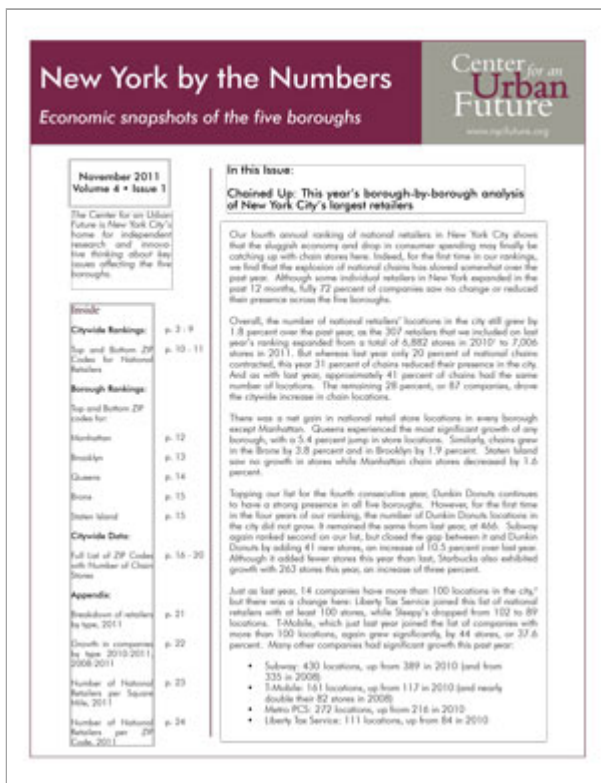 New York by the Numbers
Economic snapshots of the five boroughs
Center for an
Urban
Future
www.nycfuture.org
November 2011
Volume 4 • Issue 1
The Center for an Urban
Future is New York City's
home for independent
research and innova-
tive thinking about key
issues affecting the five
boroughs.
Inside
Citywide Rankings: p. 3 - 9
Top and Bottom ZIP p. 10 - 11
Codes for National
Retailers
Borough Rankings:
Top and Bottom ZIP
codes for:
Manhattan p. 12
Brooklyn p. 13
Queens p. 14
Bronx p. 15
Staten Island p. 15
Citywide Data:
Full List of ZIP Codes p. 16 - 20
with Number of Chain
Stores
Appendix:
Breakdown of retailers p. 21
by type, 2011
Growth in companies p. 22
by type 2010-2011,
2008-2011
Number of National p. 23
Retailers per Square
Mile, 2011
Number of National p. 24
Retailers per ZIP
Code, 2011
In this Issue:
Chained Up: This year's borough-by-borough analysis
of New York City's largest retailers
Our fourth annual ranking of national retailers in New York City shows
that the sluggish economy and drop in consumer spending may finally be
catching up with chain stores here. Indeed, for the first time in our rankings,
we find that the explosion of national chains has slowed somewhat over the
past year. Although some individual retailers in New York expanded in the
past 12 months, fully 72 percent of companies saw no change or reduced
their presence across the five boroughs.
Overall, the number of national retailers' locations in the city still grew by
1.8 percent over the past year, as the 307 retailers that we included on last
year's ranking expanded from a total of 6,882 stores in 2010 to 7,006
stores in 2011. But whereas last year only 20 percent of national chains
contracted, this year 31 percent of chains reduced their presence in the city.
And as with last year, approximately 41 percent of chains had the same
number of locations. The remaining 28 percent, or 87 companies, drove
the citywide increase in chain locations.
There was a net gain in national retail store locations in every borough
except Manhattan. Queens experienced the most significant growth of any
borough, with a 5.4 percent jump in store locations. Similarly, chains grew
in the Bronx by 3.8 percent and in Brooklyn by 1.9 percent. Staten Island
saw no growth in stores while Manhattan chain stores decreased by 1.6
percent.
Topping our list for the fourth consecutive year, Dunkin Donuts continues
to have a strong presence in all five boroughs. However, for the first time
in the four years of our ranking, the number of Dunkin Donuts locations in
the city did not grow. It remained the same from last year, at 466. Subway
again ranked second on our list, but closed the gap between it and Dunkin
Donuts by adding 41 new stores, an increase of 10.5 percent over last year.
Although it added fewer stores this year than last, Starbucks also exhibited
growth with 263 stores this year, an increase of three percent.
Just as last year, 14 companies have more than 100 locations in the city,
but there was a change here: Liberty Tax Service joined this list of national
retailers with at least 100 stores, while Sleepy's dropped from 102 to 89
locations. T-Mobile, which just last year joined the list of companies with
more than 100 locations, again grew significantly, by 44 stores, or 37.6
percent. Many other companies had significant growth this past year:
• Subway: 430 locations, up from 389 in 2010 (and from
335 in 2008)
• T-Mobile: 161 locations, up from 117 in 2010 (and nearly
double their 82 stores in 2008)
• Metro PCS: 272 locations, up from 216 in 2010
• Liberty Tax Service: 111 locations, up from 84 in 2010